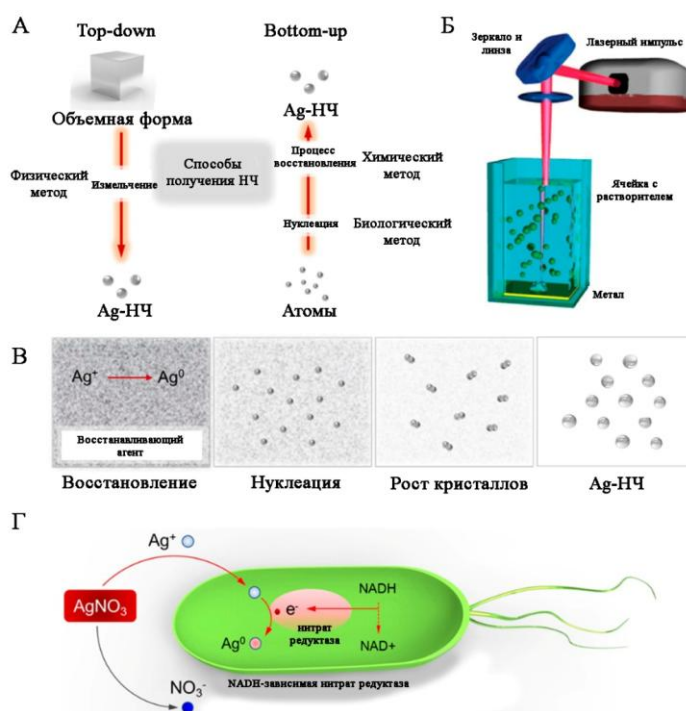 А
Top-down
Объемная форма
Физический
метод
Измельчение
Ag-НЧ
Способы
получения НЧ
Bottom-up
Ag-НЧ
Процесс
восстановления
Химический
метод
Нуклеация
Биологический
метод
Атомы
Б
Зеркало и
линза
Лазерный импульс
Ячейка с
растворителем
Метал
В
Ag⁺
Ag⁰
Восстанавливающий
агент
Восстановление
Нуклеация
Рост кристаллов
Ag-НЧ
Г
Ag⁺
AgNO₃
NO₃⁻
Ag⁰
e⁻
нитрат
редуктаза
NADH
NAD+
NADH-зависимая нитрат редуктаза